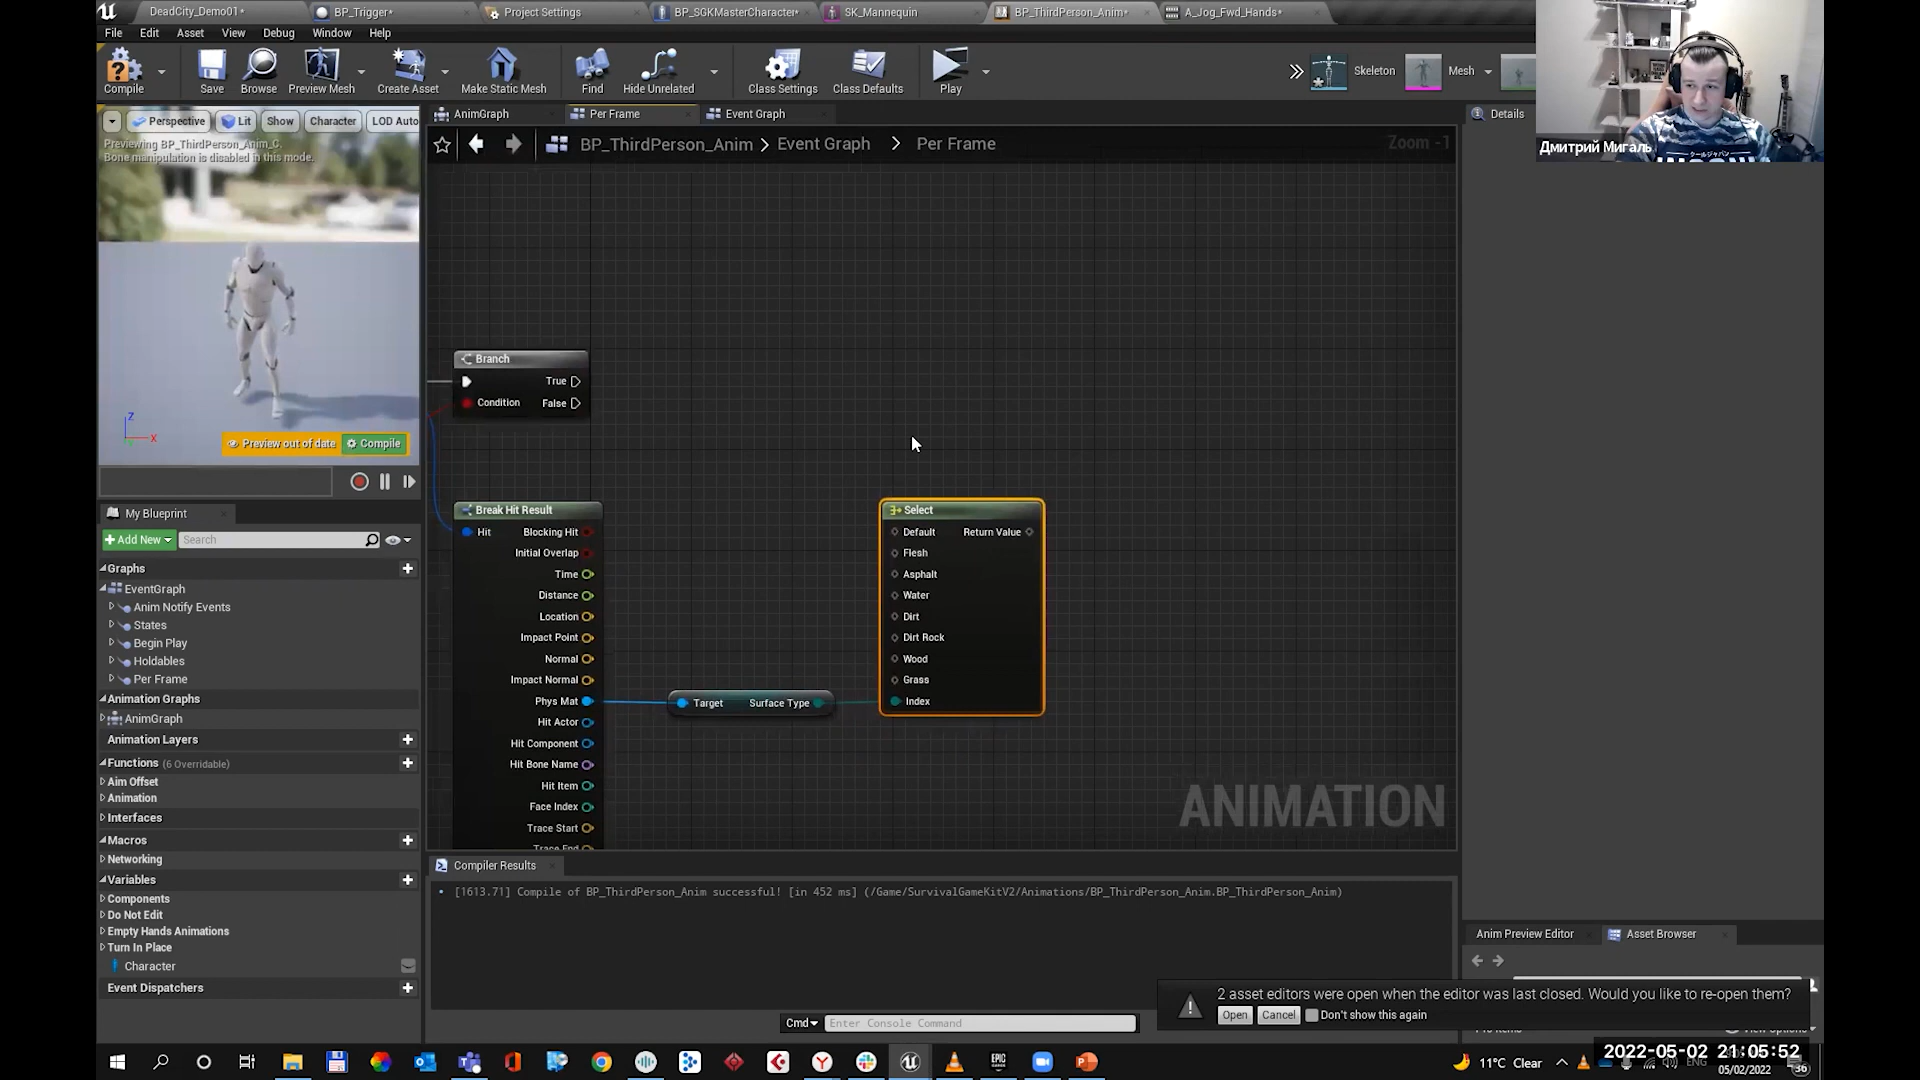 DeadCity_Demo01*
BP_Trigger*
Project Settings
BP_SGKMasterCharacter*
SK_Mannequin
BP_ThirdPerson_Anim*
A_Jog_Fwd_Hands*
File Edit Asset View Debug Window Help
Compile
Save
Browse
Preview Mesh
Create Asset
Make Static Mesh
Find
Hide Unrelated
Class Settings
Class Defaults
Play
Skeleton
Mesh
Дмитрий Мигаль
Perspective
Lit
Show
Character
LOD Auto
Previewing BP_ThirdPerson_Anim_C.
Bone manipulation is disabled in this mode.
Z
X
Preview out of date
Compile
AnimGraph
Per Frame
Event Graph
Details
BP_ThirdPerson_Anim > Event Graph > Per Frame
Zoom -1
Branch
True
Condition
False
Break Hit Result
Hit
Blocking Hit
Initial Overlap
Time
Distance
Location
Impact Point
Normal
Impact Normal
Phys Mat
Hit Actor
Hit Component
Hit Bone Name
Hit Item
Face Index
Trace Start
Trace End
Target
Surface Type
Select
Default
Return Value
Flesh
Asphalt
Water
Dirt
Dirt Rock
Wood
Grass
Index
ANIMATION
My Blueprint
Add New
Search
Graphs
EventGraph
Anim Notify Events
States
Begin Play
Holdables
Per Frame
Animation Graphs
AnimGraph
Animation Layers
Functions (6 Overridable)
Aim Offset
Animation
Interfaces
Macros
Networking
Variables
Components
Do Not Edit
Empty Hands Animations
Turn In Place
Character
Event Dispatchers
Compiler Results
[1613.71] Compile of BP_ThirdPerson_Anim successful! [in 452 ms] (/Game/SurvivalGameKitV2/Animations/BP_ThirdPerson_Anim.BP_ThirdPerson_Anim)
Cmd
Enter Console Command
Anim Preview Editor
Asset Browser
2 asset editors were open when the editor was last closed. Would you like to re-open them?
Open
Cancel
Don't show this again
11°C Clear
ENG
2022-05-02 21:05:52
05/02/2022
36